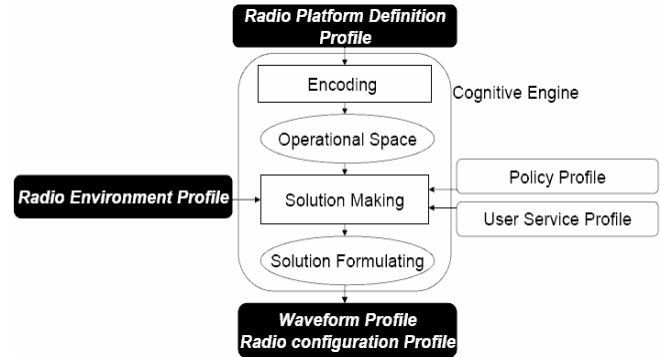 Radio Platform Definition
Profile
Encoding
Cognitive Engine
Operational Space
Radio Environment Profile
Solution Making
Policy Profile
User Service Profile
Solution Formulating
Waveform Profile
Radio configuration Profile